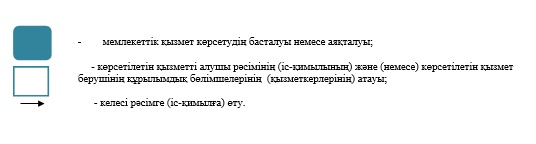 - мемлекеттік қызмет көрсетудің басталуы немесе аяқталуы;
- көрсетілетін қызметті алушы рәсімінің (іс-қимылының) және (немесе) көрсетілетін қызмет
берушінің құрылымдық бөлімшелерінің (қызметкерлерінің) атауы;
- келесі рәсімге (іс-қимылға) өту.